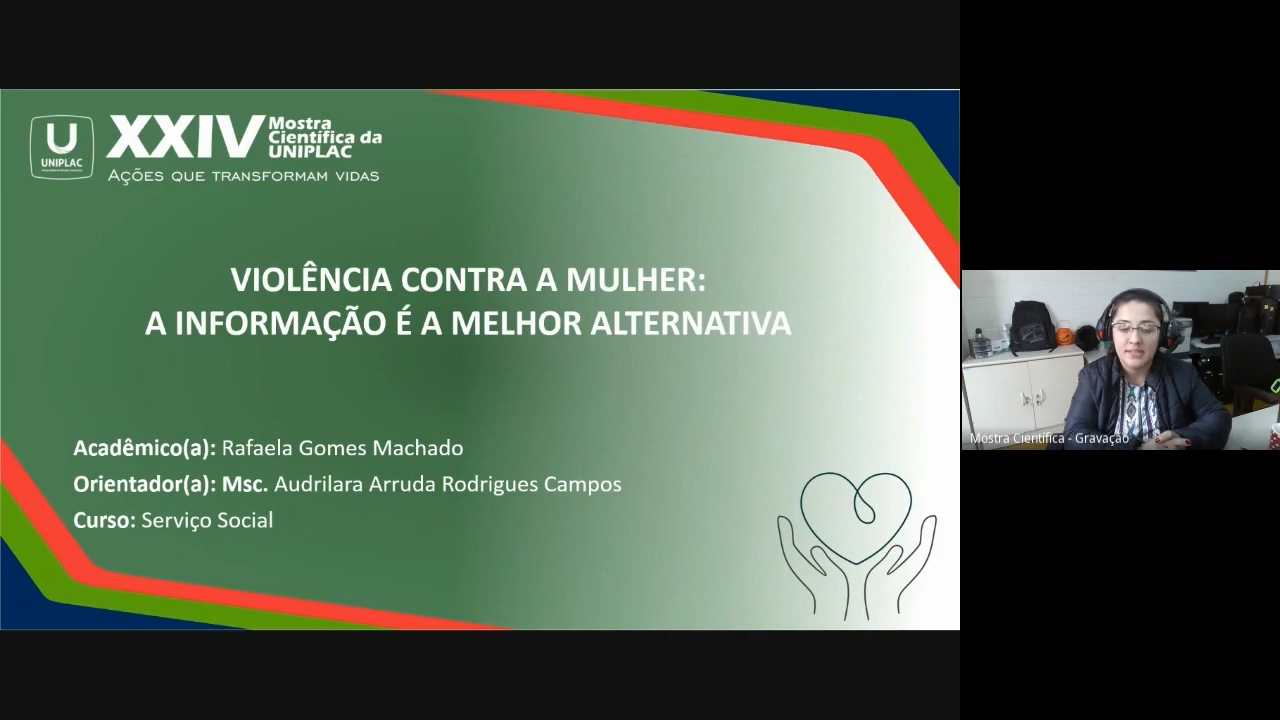 U
UNIPLAC
XXIV Mostra
Científica da
UNIPLAC
AÇÕES QUE TRANSFORMAM VIDAS
VIOLÊNCIA CONTRA A MULHER:
A INFORMAÇÃO É A MELHOR ALTERNATIVA
Acadêmico(a): Rafaela Gomes Machado
Orientador(a): Msc. Audrilara Arruda Rodrigues Campos
Curso: Serviço Social
Mostra Científica - Gravação